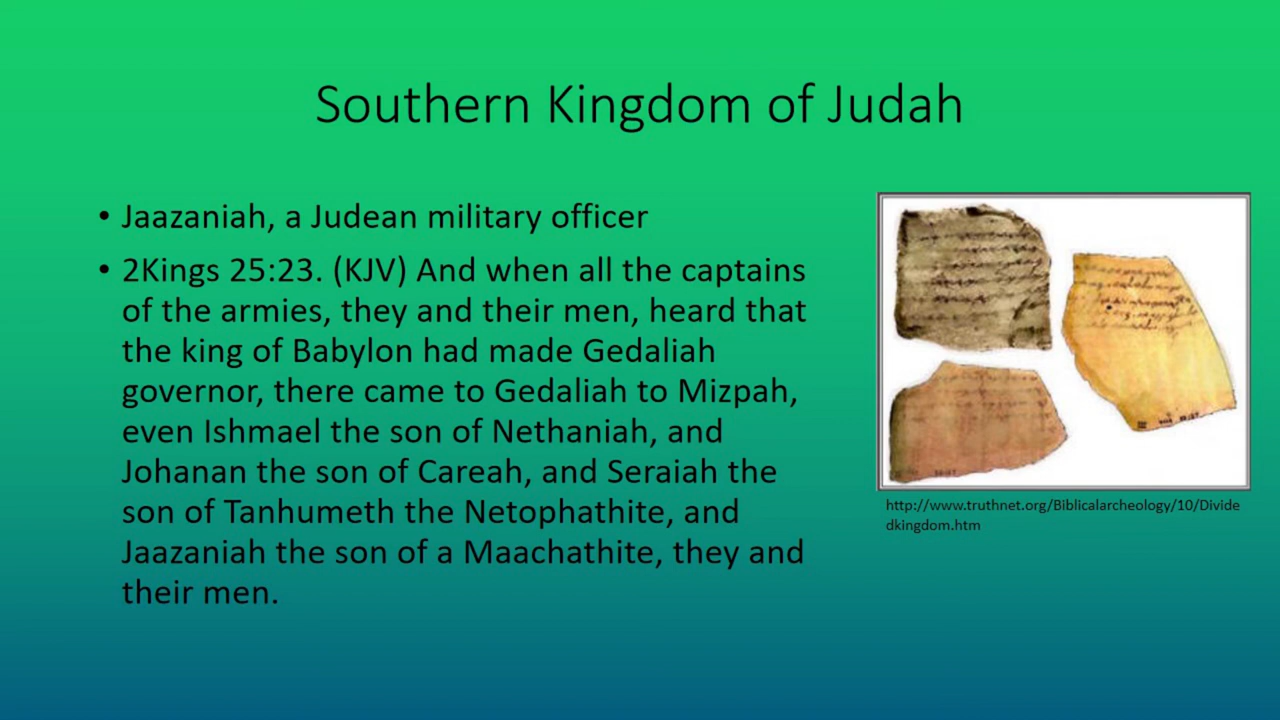 Southern Kingdom of Judah
• Jaazaniah, a Judean military officer
• 2Kings 25:23. (KJV) And when all the captains
of the armies, they and their men, heard that
the king of Babylon had made Gedaliah
governor, there came to Gedaliah to Mizpah,
even Ishmael the son of Nethaniah, and
Johanan the son of Careah, and Seraiah the
son of Tanhumeth the Netophathite, and
Jaazaniah the son of a Maachathite, they and
their men.
http://www.truthnet.org/Biblicalarcheology/10/Divide
dkingdom.htm